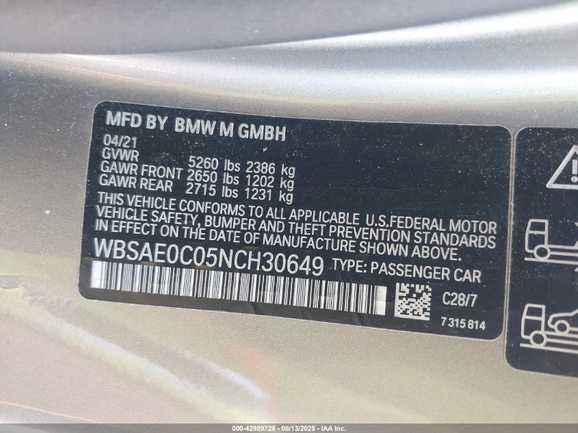 MFD BY BMW M GMBH
04/21
GVWR 5260 lbs 2386 kg
GAWR FRONT 2650 lbs 1202 kg
GAWR REAR 2715 lbs 1231 kg
THIS VEHICLE CONFORMS TO ALL APPLICABLE U.S.FEDERAL MOTOR
VEHICLE SAFETY, BUMPER AND THEFT PREVENTION STANDARDS
IN EFFECT ON THE DATE OF MANUFACTURE SHOWN ABOVE.
WBSAE0C05NCH30649 TYPE: PASSENGER CAR
C28/7
7 315 814
000-42989728 - 08/13/2025 - IAA Inc.